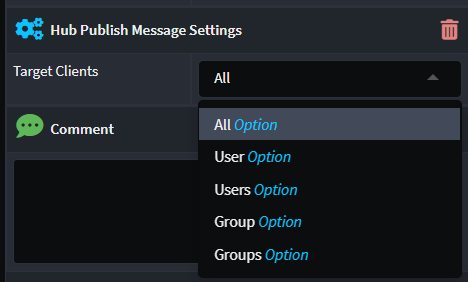 Hub Publish Message Settings
Target Clients
All
Comment
All Option
User Option
Users Option
Group Option
Groups Option